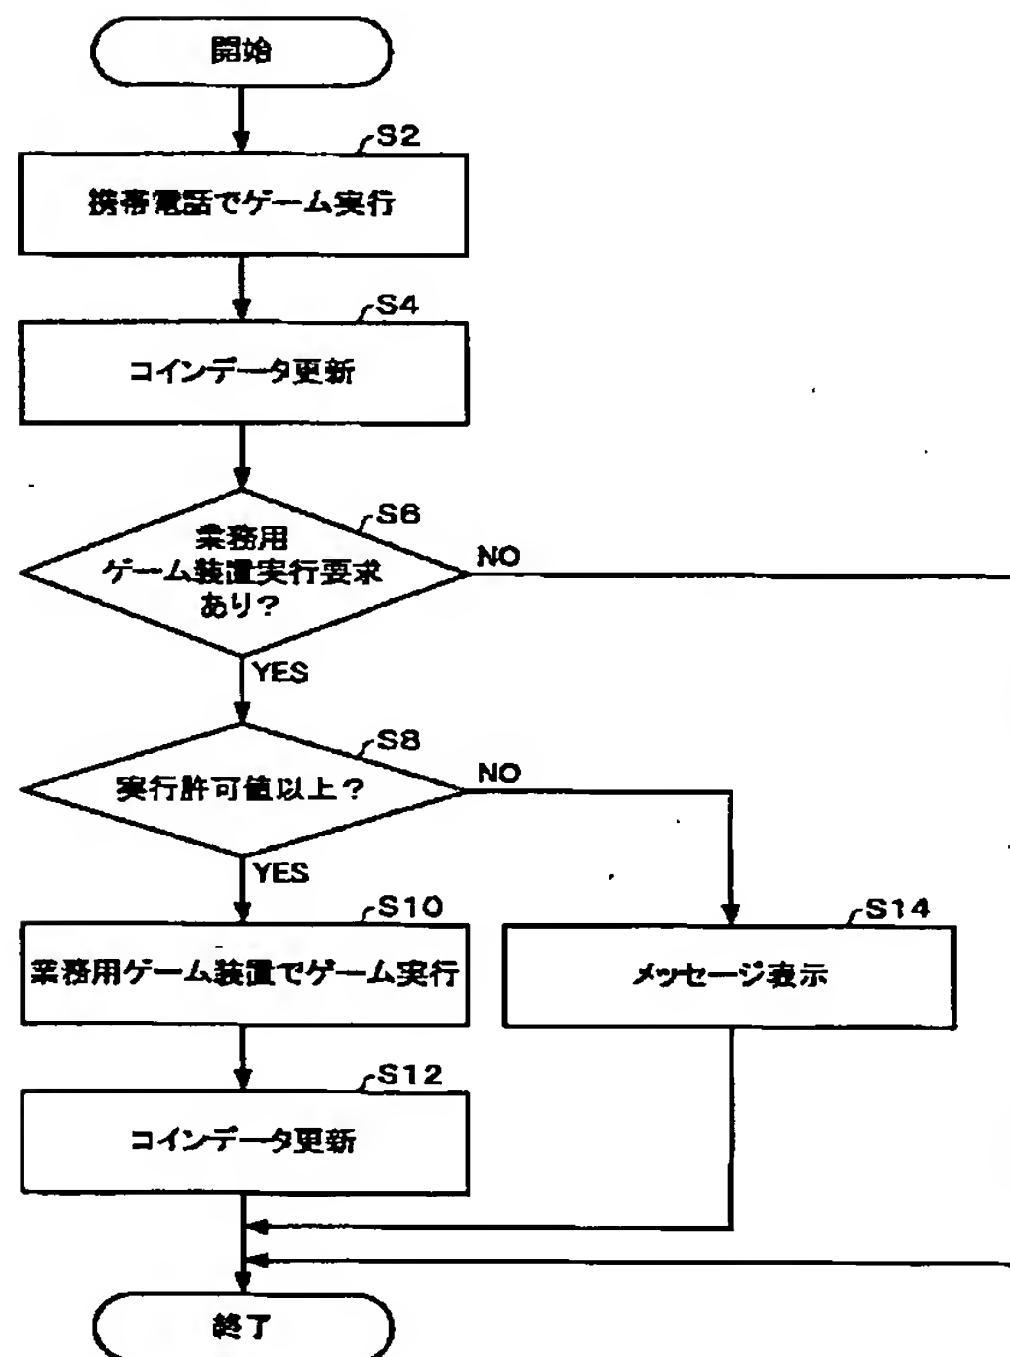 開始
S2
携帯電話でゲーム実行
S4
コインデータ更新
S6
業務用
ゲーム装置実行要求
あり?
NO
YES
S8
実行許可値以上?
NO
YES
S10
業務用ゲーム装置でゲーム実行
S14
メッセージ表示
S12
コインデータ更新
終了